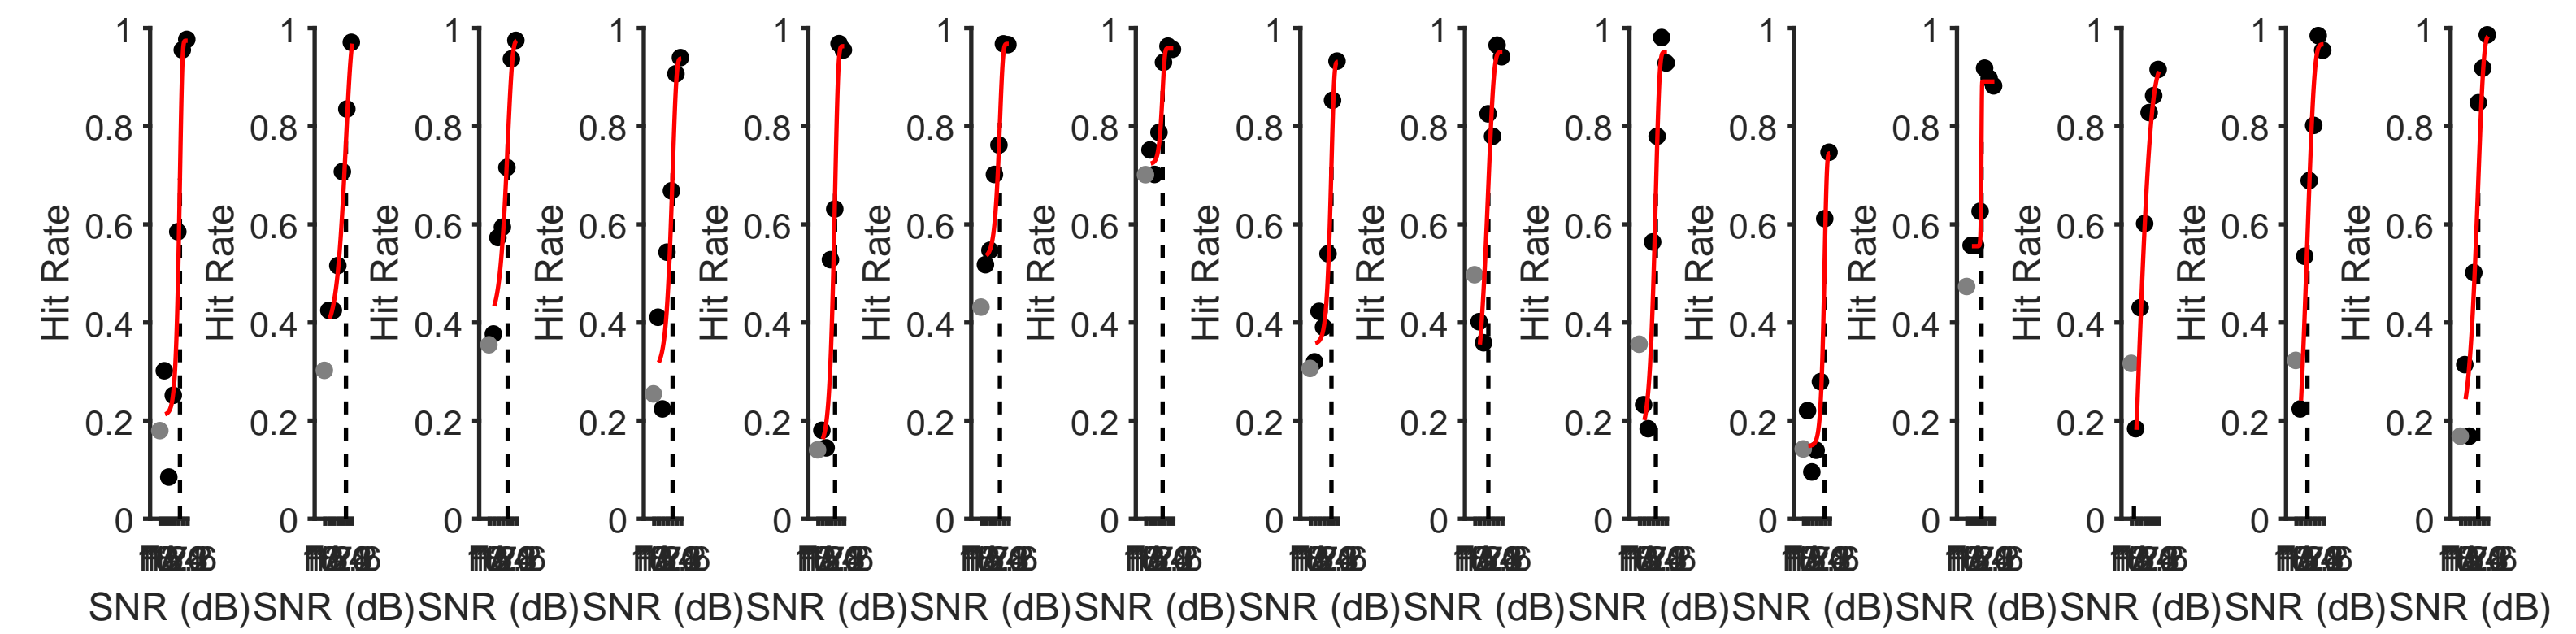 1 1 1 1 1 1 1 1 1 1 1 1 1 1 1
0.8 0.8 0.8 0.8 0.8 0.8 0.8 0.8 0.8 0.8 0.8 0.8 0.8 0.8 0.8
0.6 0.6 0.6 0.6 0.6 0.6 0.6 0.6 0.6 0.6 0.6 0.6 0.6 0.6 0.6
Hit Rate Hit Rate Hit Rate Hit Rate Hit Rate Hit Rate Hit Rate Hit Rate Hit Rate Hit Rate Hit Rate Hit Rate Hit Rate Hit Rate Hit Rate
0.4 0.4 0.4 0.4 0.4 0.4 0.4 0.4 0.4 0.4 0.4 0.4 0.4 0.4 0.4
0.2 0.2 0.2 0.2 0.2 0.2 0.2 0.2 0.2 0.2 0.2 0.2 0.2 0.2 0.2
0 0 0 0 0 0 0 0 0 0 0 0 0 0 0
SNR (dB) SNR (dB) SNR (dB) SNR (dB) SNR (dB) SNR (dB) SNR (dB) SNR (dB) SNR (dB) SNR (dB) SNR (dB) SNR (dB) SNR (dB) SNR (dB) SNR (dB)